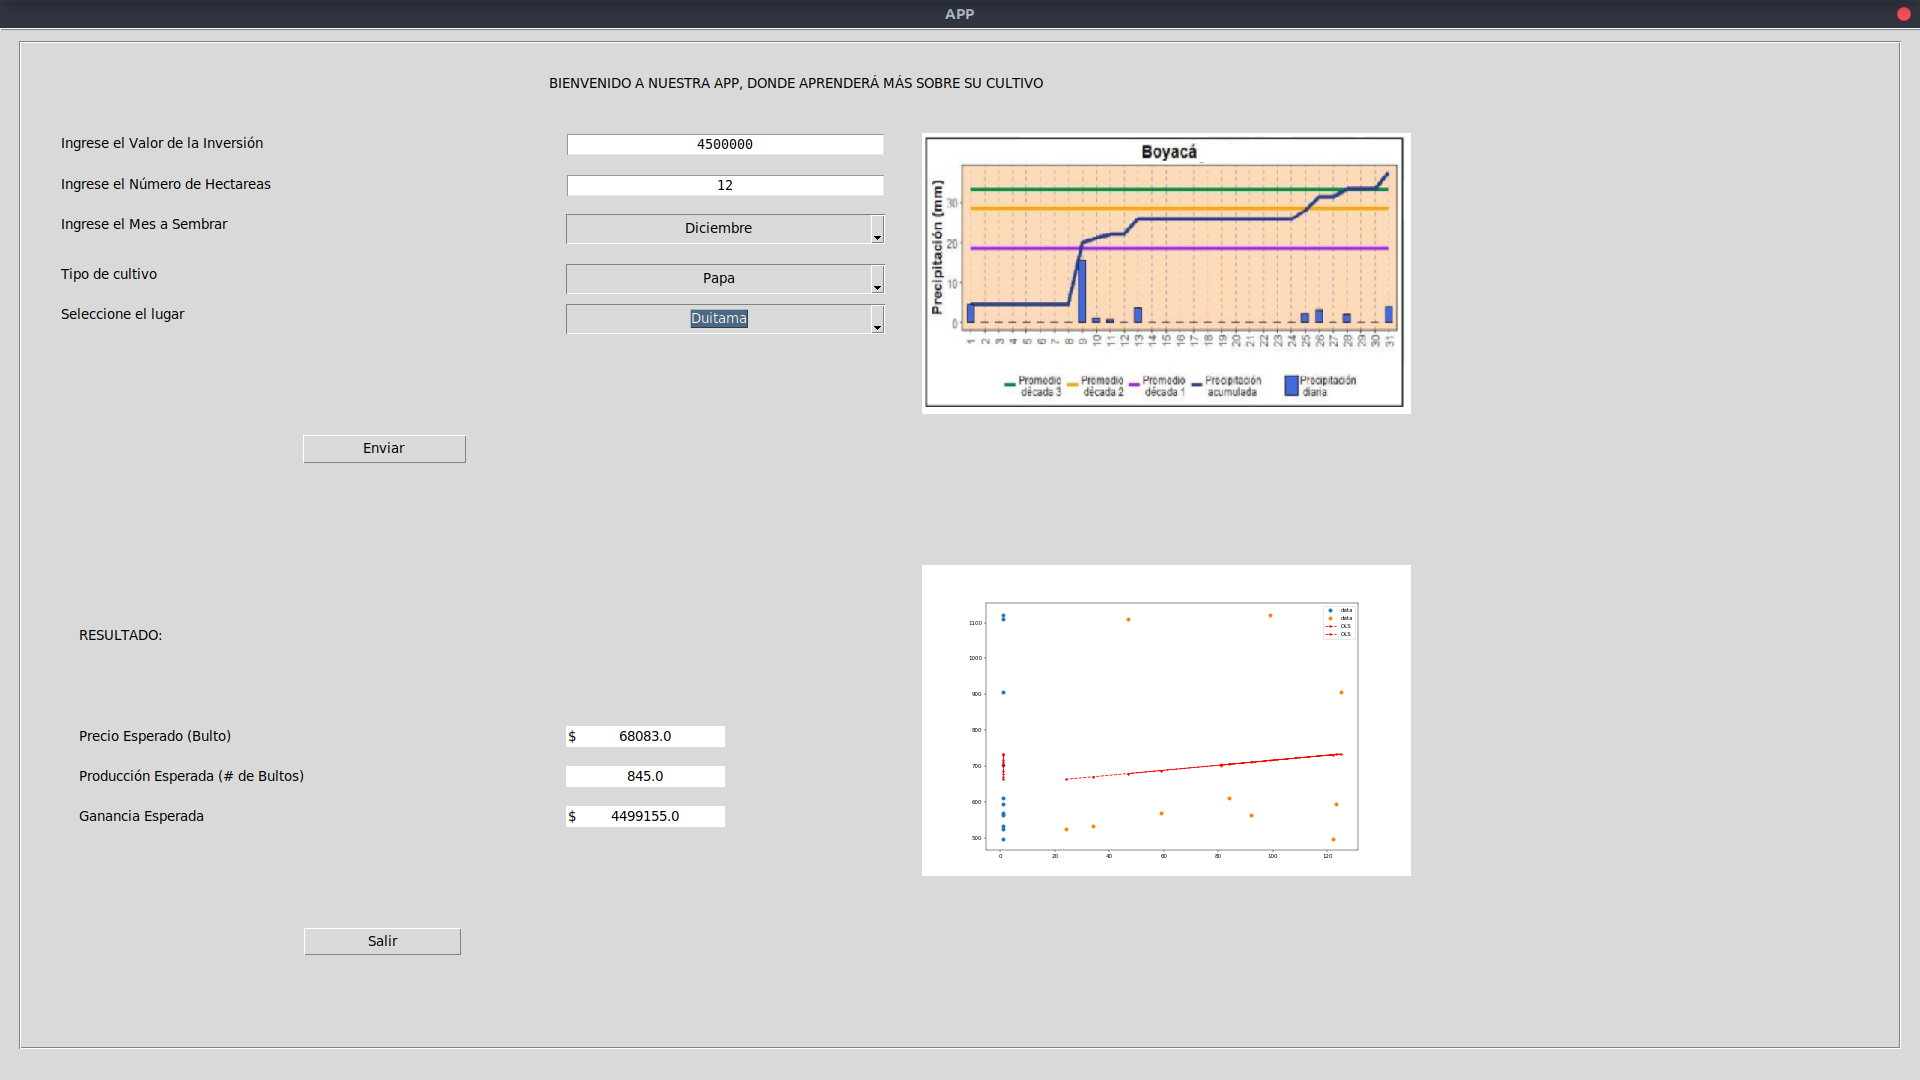 APP
BIENVENIDO A NUESTRA APP, DONDE APRENDERÁ MÁS SOBRE SU CULTIVO
Ingrese el Valor de la Inversión
4500000
Ingrese el Número de Hectareas
12
Ingrese el Mes a Sembrar
Diciembre
Tipo de cultivo
Papa
Seleccione el lugar
Duitama
Enviar
Boyacá
Precipitación (mm)
30
20
10
0
1 2 3 4 5 6 7 8 9 10 11 12 13 14 15 16 17 18 19 20 21 22 23 24 25 26 27 28 29 30 31
Promedio década 3
Promedio década 2
Promedio década 1
Precipitación acumulada
Precipitación diaria
RESULTADO:
Precio Esperado (Bulto)
$ 68083.0
Producción Esperada (# de Bultos)
845.0
Ganancia Esperada
$ 4499155.0
Salir
data
data
OLS
OLS
1100
1000
900
800
700
600
500
0 20 40 60 80 100 120